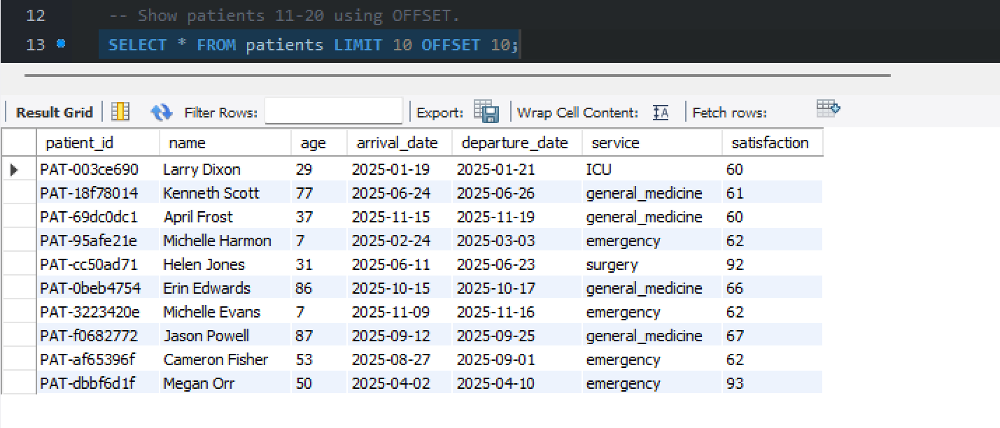 12 -- Show patients 11-20 using OFFSET.
13 SELECT * FROM patients LIMIT 10 OFFSET 10;
Result Grid Filter Rows: Export: Wrap Cell Content: Fetch rows:
patient_id name age arrival_date departure_date service satisfaction
PAT-003ce690 Larry Dixon 29 2025-01-19 2025-01-21 ICU 60
PAT-18f78014 Kenneth Scott 77 2025-06-24 2025-06-26 general_medicine 61
PAT-69dc0dc1 April Frost 37 2025-11-15 2025-11-19 general_medicine 60
PAT-95afe21e Michelle Harmon 7 2025-02-24 2025-03-03 emergency 62
PAT-cc50ad71 Helen Jones 31 2025-06-11 2025-06-23 surgery 92
PAT-0beb4754 Erin Edwards 86 2025-10-15 2025-10-17 general_medicine 66
PAT-3223420e Michelle Evans 7 2025-11-09 2025-11-16 emergency 62
PAT-f0682772 Jason Powell 87 2025-09-12 2025-09-25 general_medicine 67
PAT-af65396f Cameron Fisher 53 2025-08-27 2025-09-01 emergency 62
PAT-dbbf6d1f Megan Orr 50 2025-04-02 2025-04-10 emergency 93